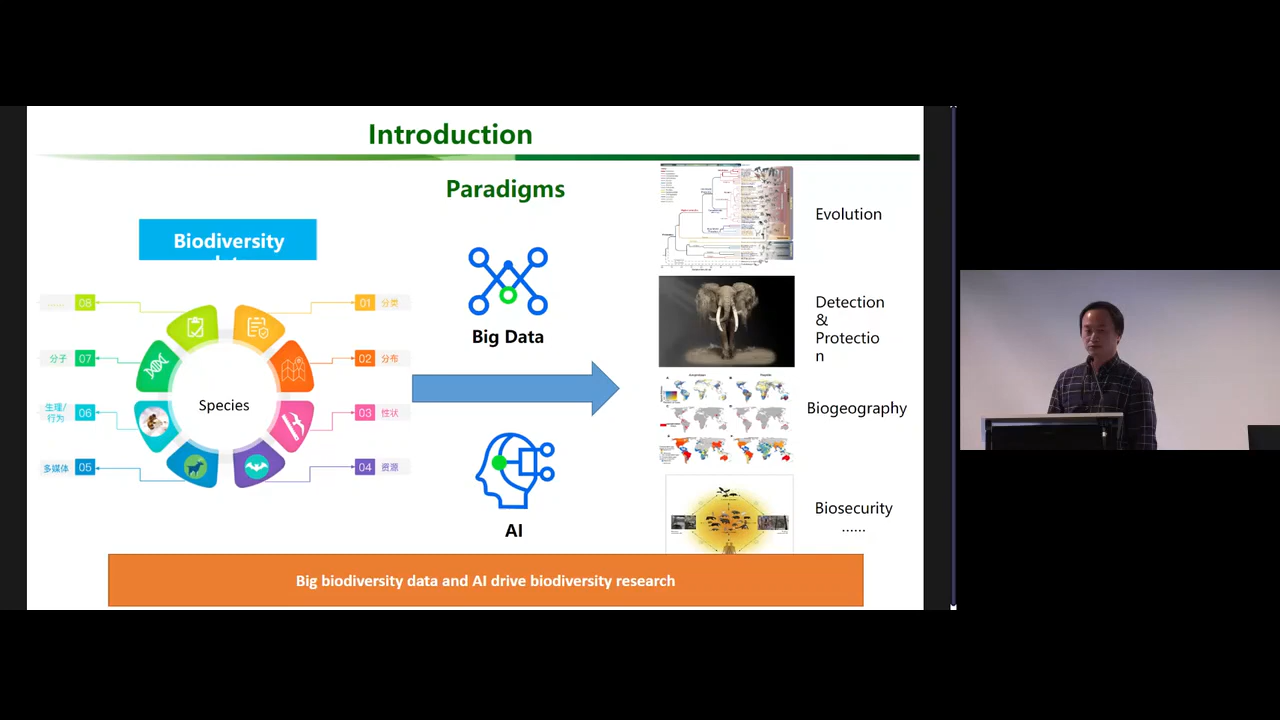 Introduction
Paradigms
Biodiversity
Evolution
Big Data
Detection
&
Protectio
n
...... 08
01 分类
分子 07
02 分布
Species
生理/
行为 06
03 性状
Biogeography
多媒体 05
04 资源
AI
Biosecurity
......
Big biodiversity data and AI drive biodiversity research